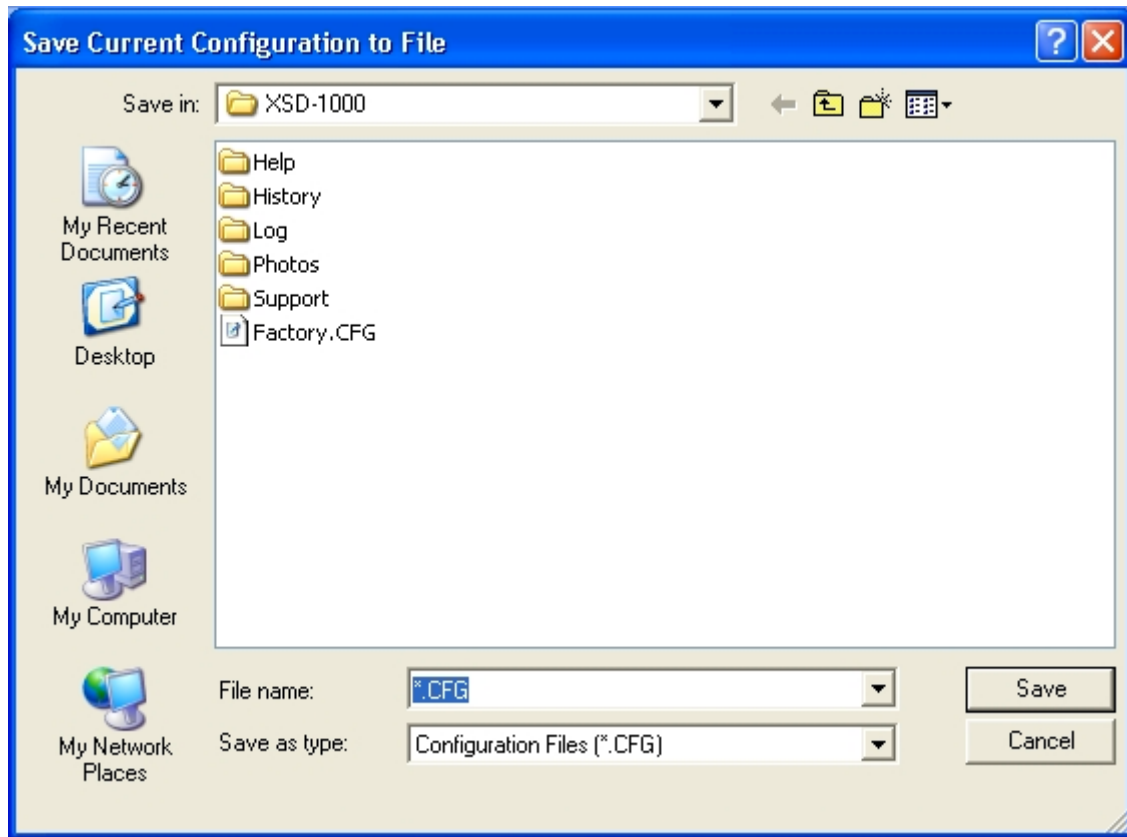 Save Current Configuration to File
Save in:
XSD-1000
My Recent
Documents
Desktop
My Documents
My Computer
My Network
Places
Help
History
Log
Photos
Support
Factory.CFG
File name:
*.CFG
Save
Save as type:
Configuration Files (*.CFG)
Cancel